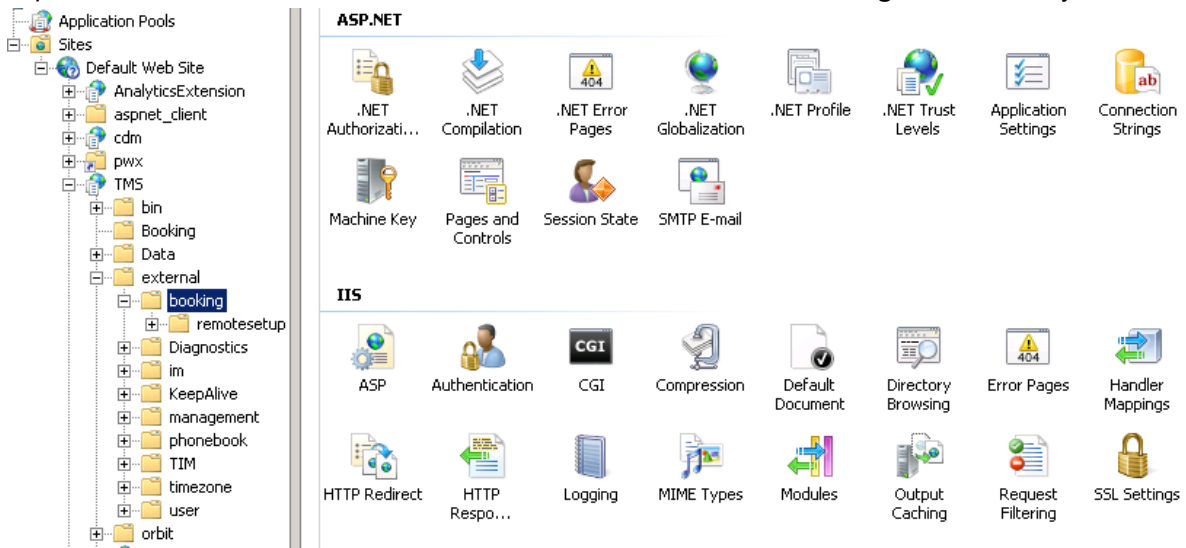 Application Pools
Sites
Default Web Site
AnalyticsExtension
aspnet_client
cdm
pwx
TMS
bin
Booking
Data
external
booking
remotesetup
Diagnostics
im
KeepAlive
management
phonebook
TIM
timezone
user
orbit
ASP.NET
404
ab
.NET Authorizati...
.NET Compilation
.NET Error Pages
.NET Globalization
.NET Profile
.NET Trust Levels
Application Settings
Connection Strings
Machine Key
Pages and Controls
Session State
SMTP E-mail
IIS
CGI
404
ASP
Authentication
CGI
Compression
Default Document
Directory Browsing
Error Pages
Handler Mappings
HTTP Redirect
HTTP Respo...
Logging
MIME Types
Modules
Output Caching
Request Filtering
SSL Settings